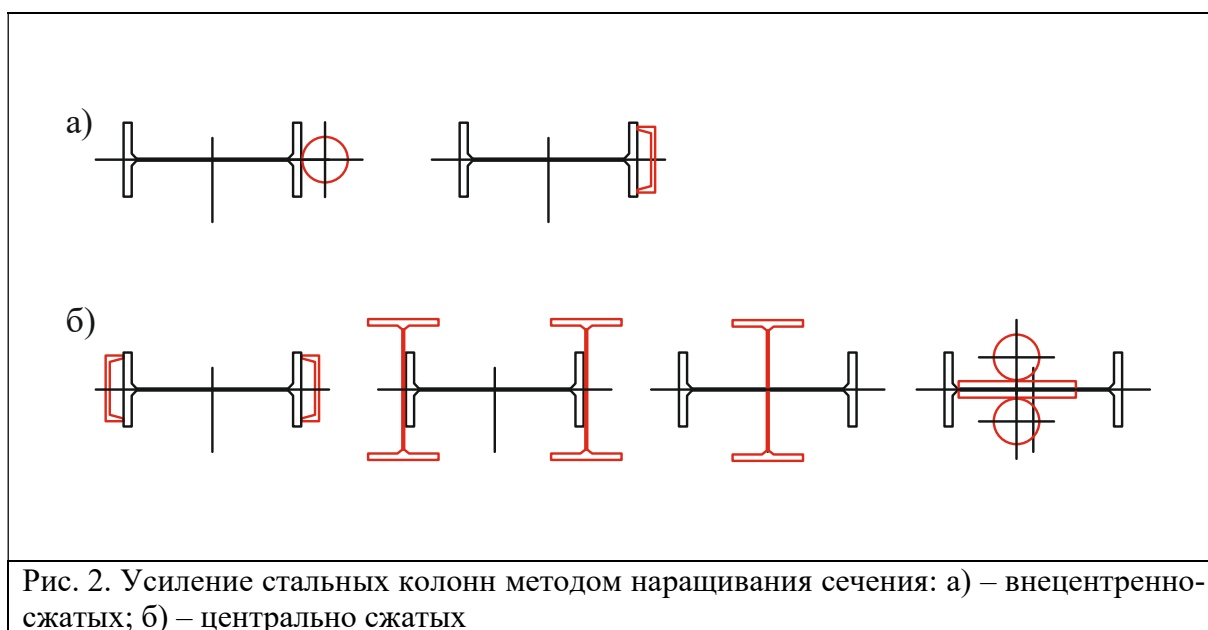 а)
б)
Рис. 2. Усиление стальных колонн методом наращивания сечения: а) – внецентренно-
сжатых; б) – центрально сжатых